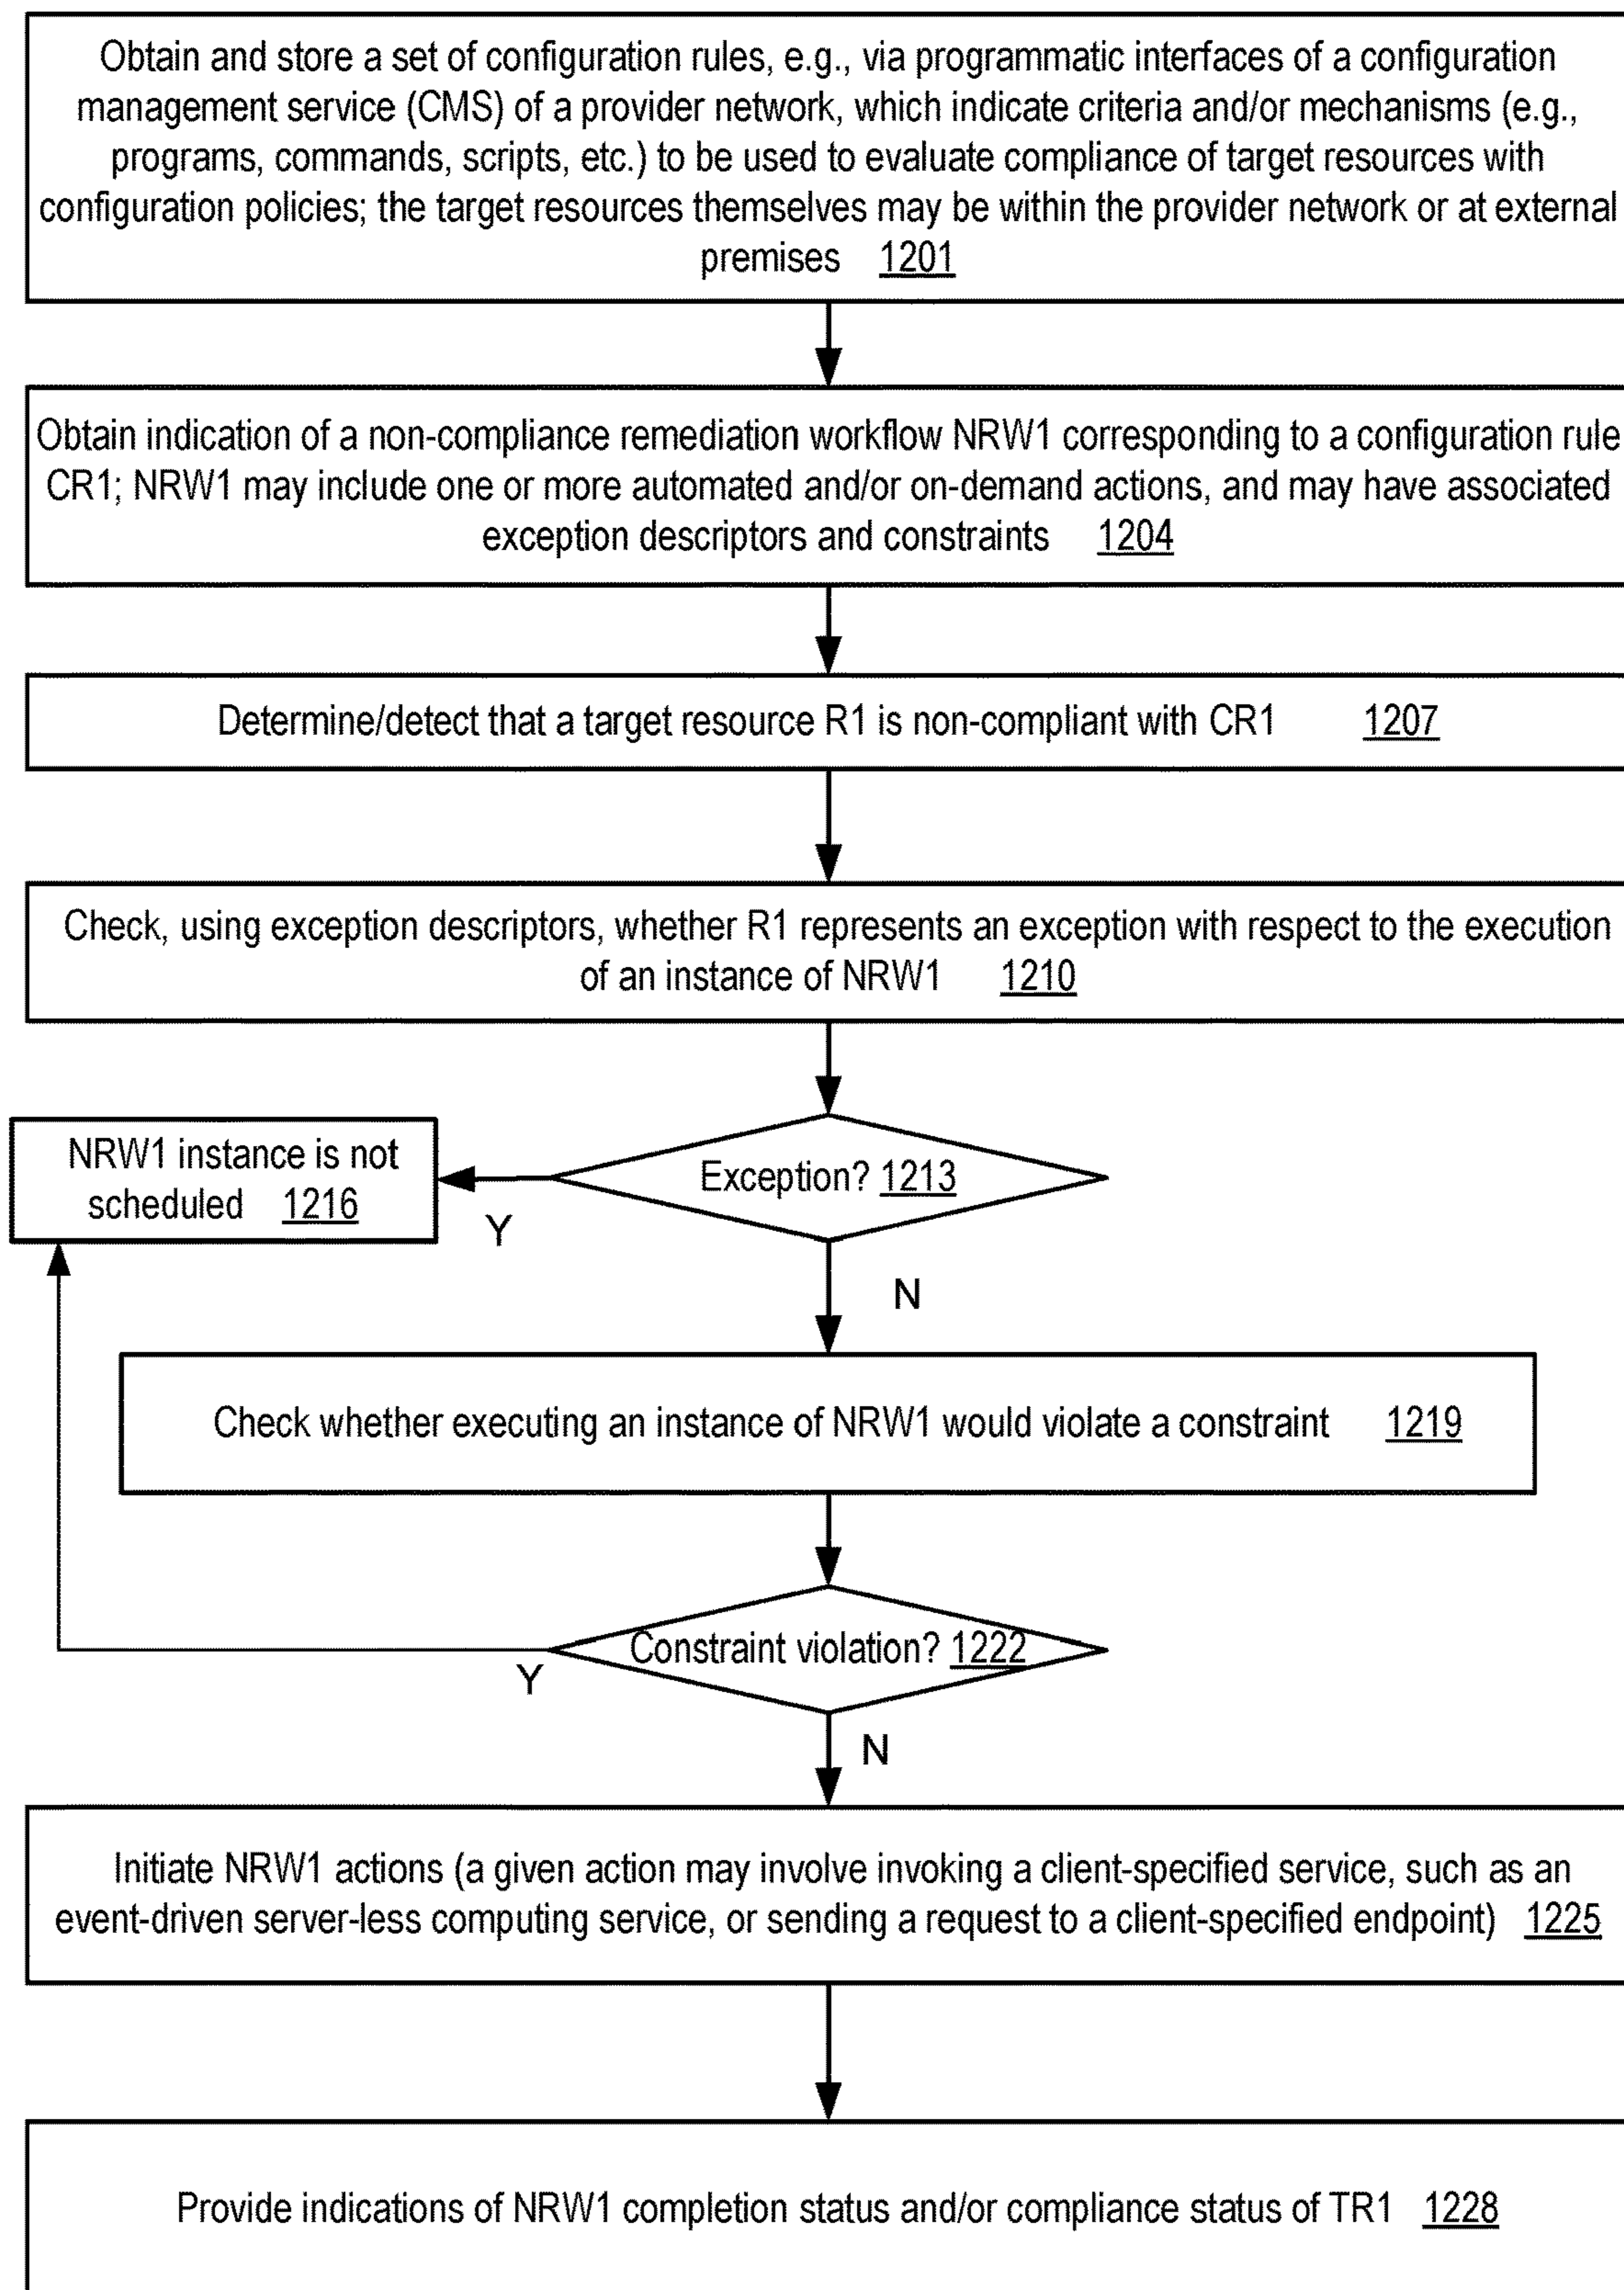 Obtain and store a set of configuration rules, e.g., via programmatic interfaces of a configuration
management service (CMS) of a provider network, which indicate criteria and/or mechanisms (e.g.,
programs, commands, scripts, etc.) to be used to evaluate compliance of target resources with
configuration policies; the target resources themselves may be within the provider network or at external
premises 1201
Obtain indication of a non-compliance remediation workflow NRW1 corresponding to a configuration rule
CR1; NRW1 may include one or more automated and/or on-demand actions, and may have associated
exception descriptors and constraints 1204
Determine/detect that a target resource R1 is non-compliant with CR1 1207
Check, using exception descriptors, whether R1 represents an exception with respect to the execution
of an instance of NRW1 1210
Exception? 1213
NRW1 instance is not
scheduled 1216
Y
N
Check whether executing an instance of NRW1 would violate a constraint 1219
Constraint violation? 1222
Y
N
Initiate NRW1 actions (a given action may involve invoking a client-specified service, such as an
event-driven server-less computing service, or sending a request to a client-specified endpoint) 1225
Provide indications of NRW1 completion status and/or compliance status of TR1 1228